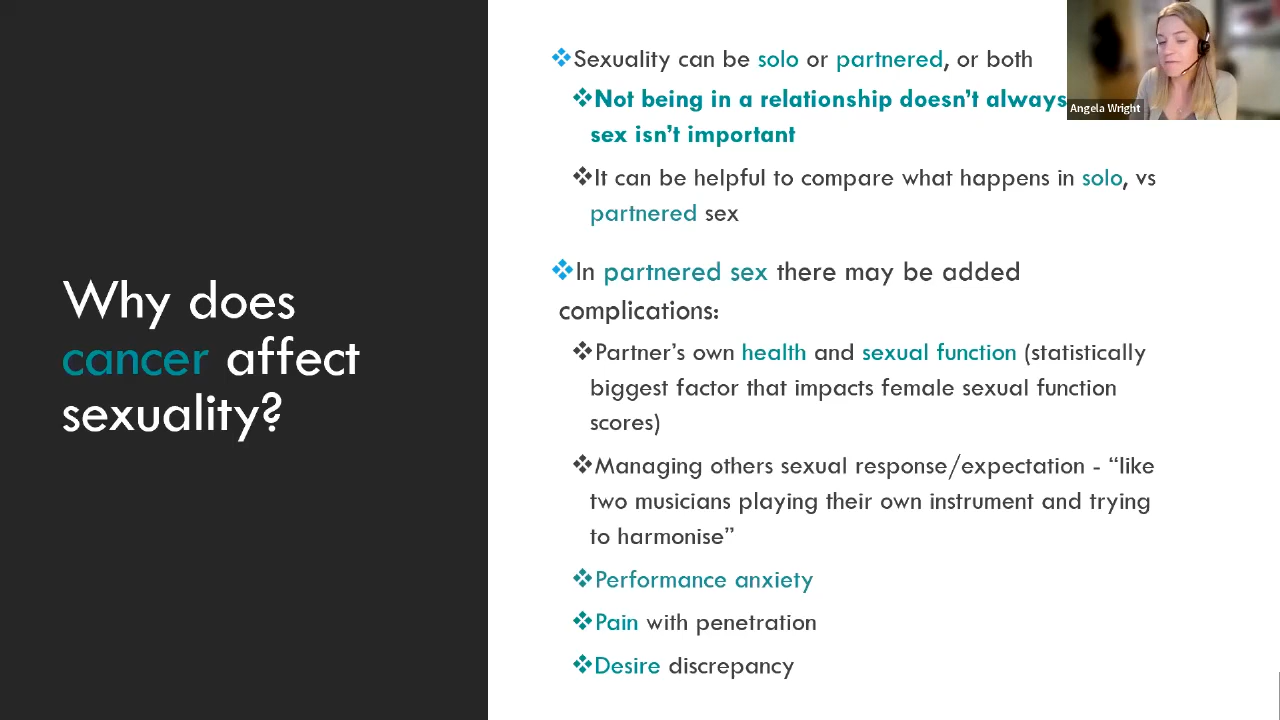 Why does
cancer affect
sexuality?
Sexuality can be solo or partnered, or both
Not being in a relationship doesn’t always
sex isn’t important
It can be helpful to compare what happens in solo, vs
partnered sex
In partnered sex there may be added
complications:
Partner’s own health and sexual function (statistically
biggest factor that impacts female sexual function
scores)
Managing others sexual response/expectation - “like
two musicians playing their own instrument and trying
to harmonise”
Performance anxiety
Pain with penetration
Desire discrepancy
Angela Wright